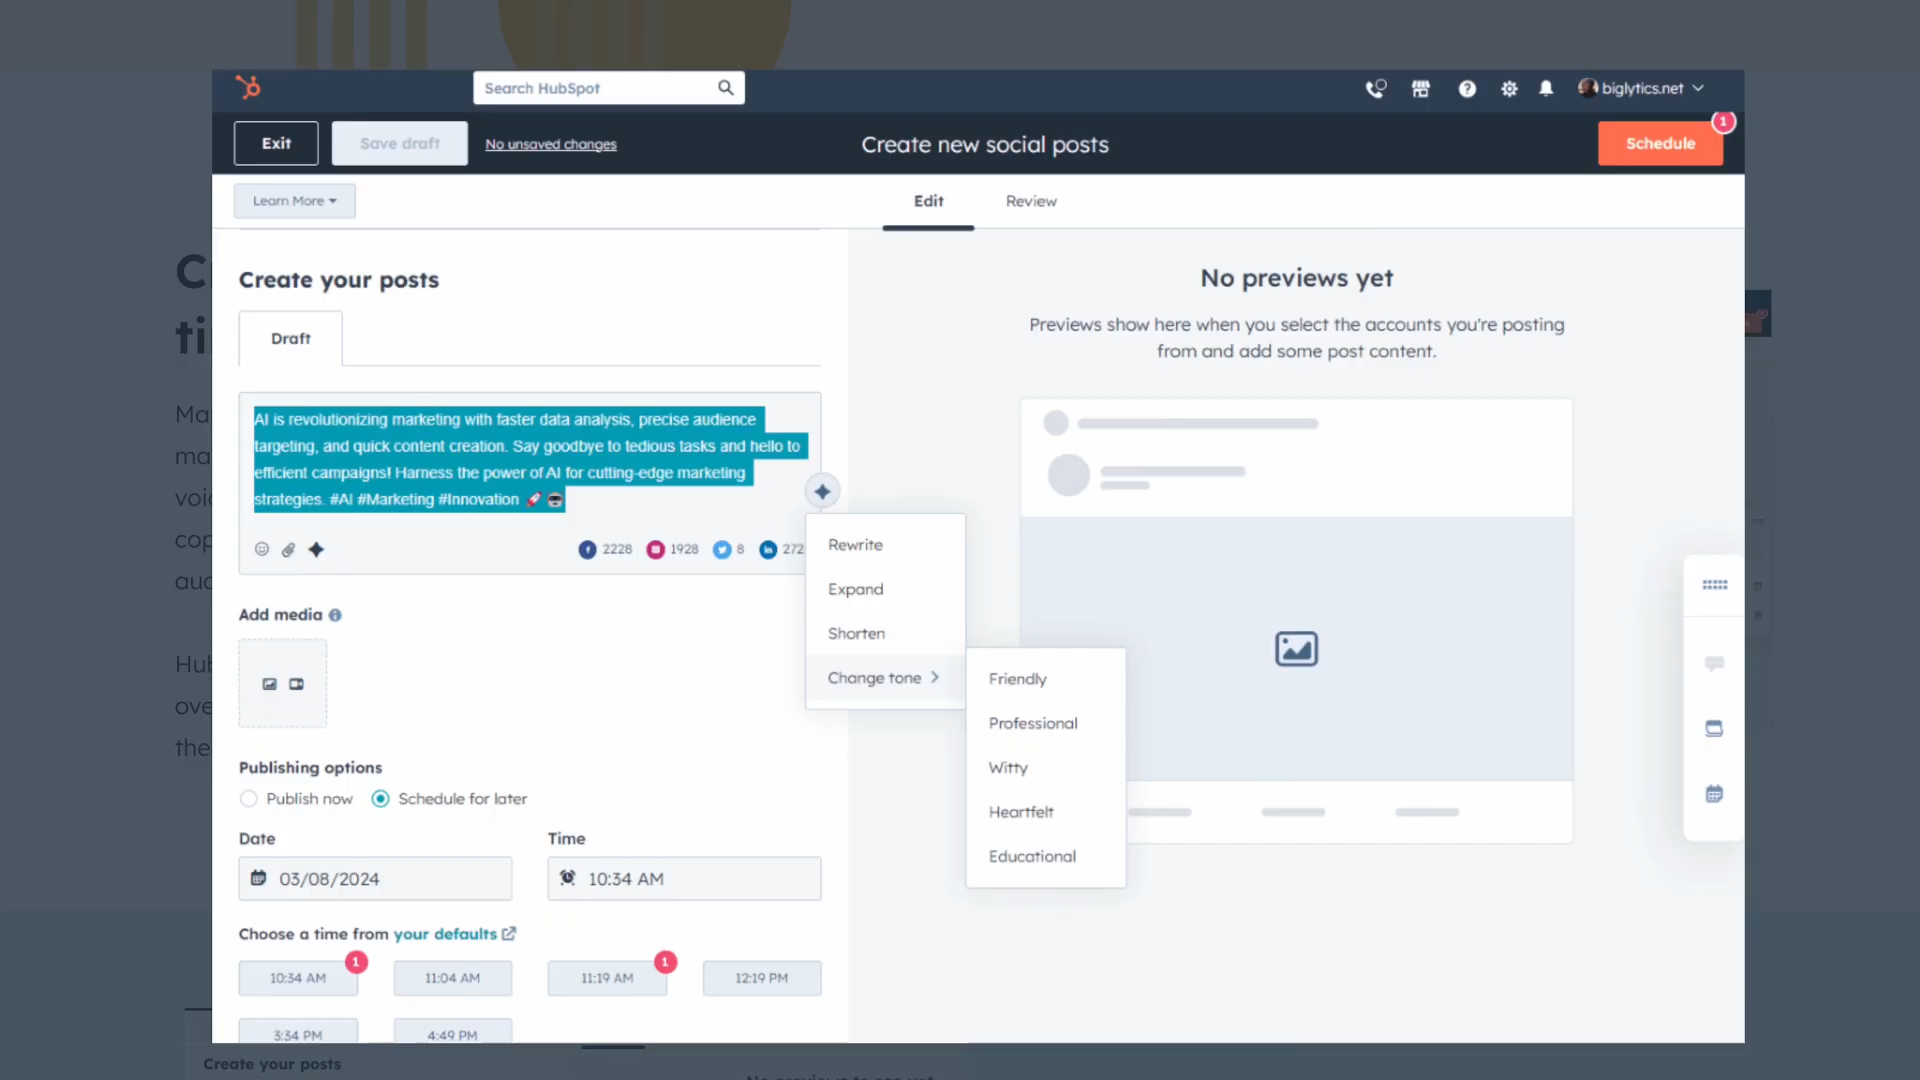 Search HubSpot
biglytics.net
Exit
Save draft
No unsaved changes
Create new social posts
Schedule
1
Learn More
Edit
Review
Create your posts
Draft
AI is revolutionizing marketing with faster data analysis, precise audience
targeting, and quick content creation. Say goodbye to tedious tasks and hello to
efficient campaigns! Harness the power of AI for cutting-edge marketing
strategies. #AI #Marketing #Innovation 🚀 🤖
2228
1928
8
272
Rewrite
Expand
Shorten
Change tone
Friendly
Professional
Witty
Heartfelt
Educational
No previews yet
Previews show here when you select the accounts you're posting
from and add some post content.
Add media
Publishing options
Publish now
Schedule for later
Date
Time
03/08/2024
10:34 AM
Choose a time from your defaults
10:34 AM
1
11:04 AM
11:19 AM
1
12:19 PM
3:34 PM
4:49 PM
Create your posts